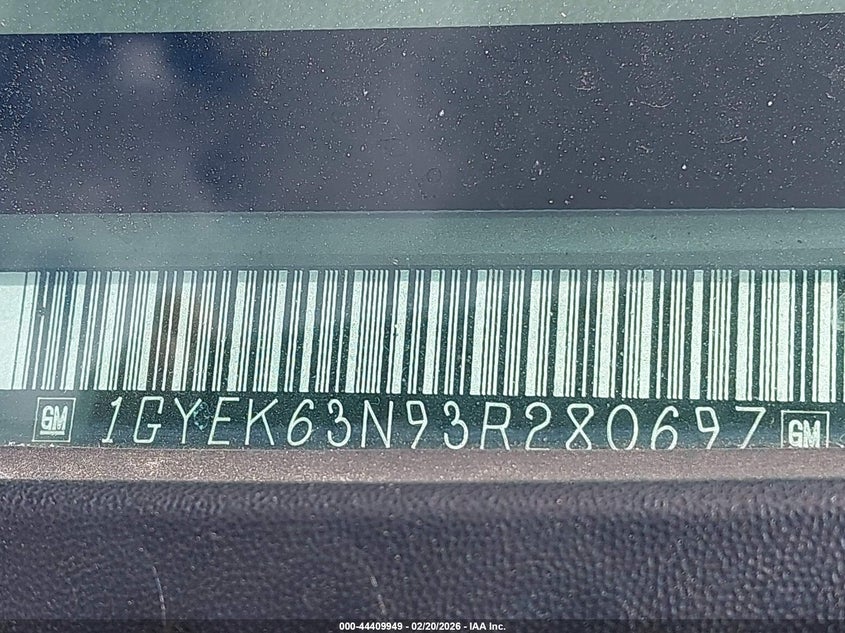 GM 1GYEK63N93R280697 GM
000-44409949 — 02/20/2026 — IAA Inc.